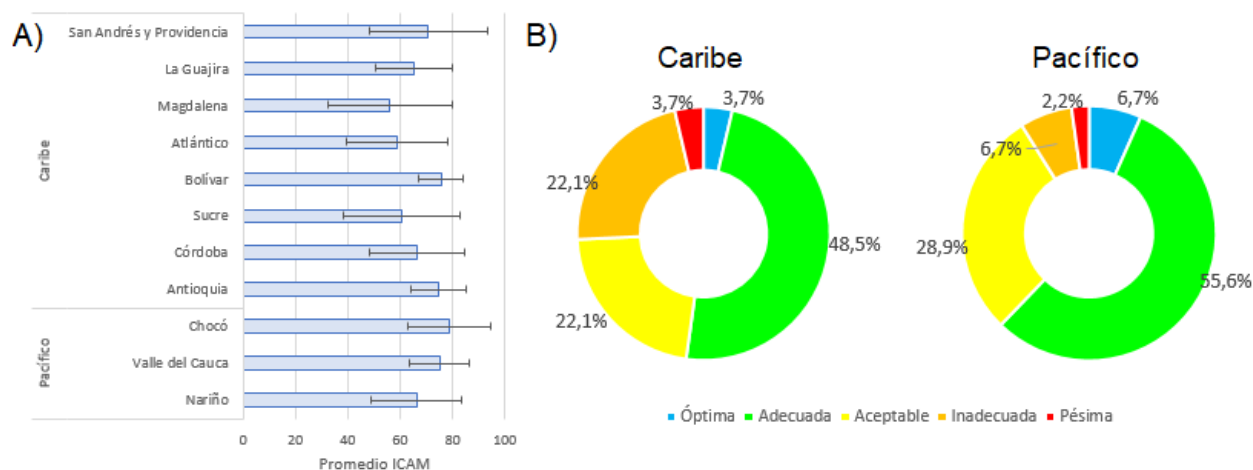 A)
Caribe
San Andrés y Providencia
La Guajira
Magdalena
Atlántico
Bolívar
Sucre
Córdoba
Antioquia
Pacífico
Chocó
Valle del Cauca
Nariño
0 20 40 60 80 100
Promedio ICAM
B)
Caribe
3,7% 3,7%
22,1%
48,5%
22,1%
Pacífico
2,2% 6,7%
6,7%
28,9%
55,6%
Óptima Adecuada Aceptable Inadecuada Pésima